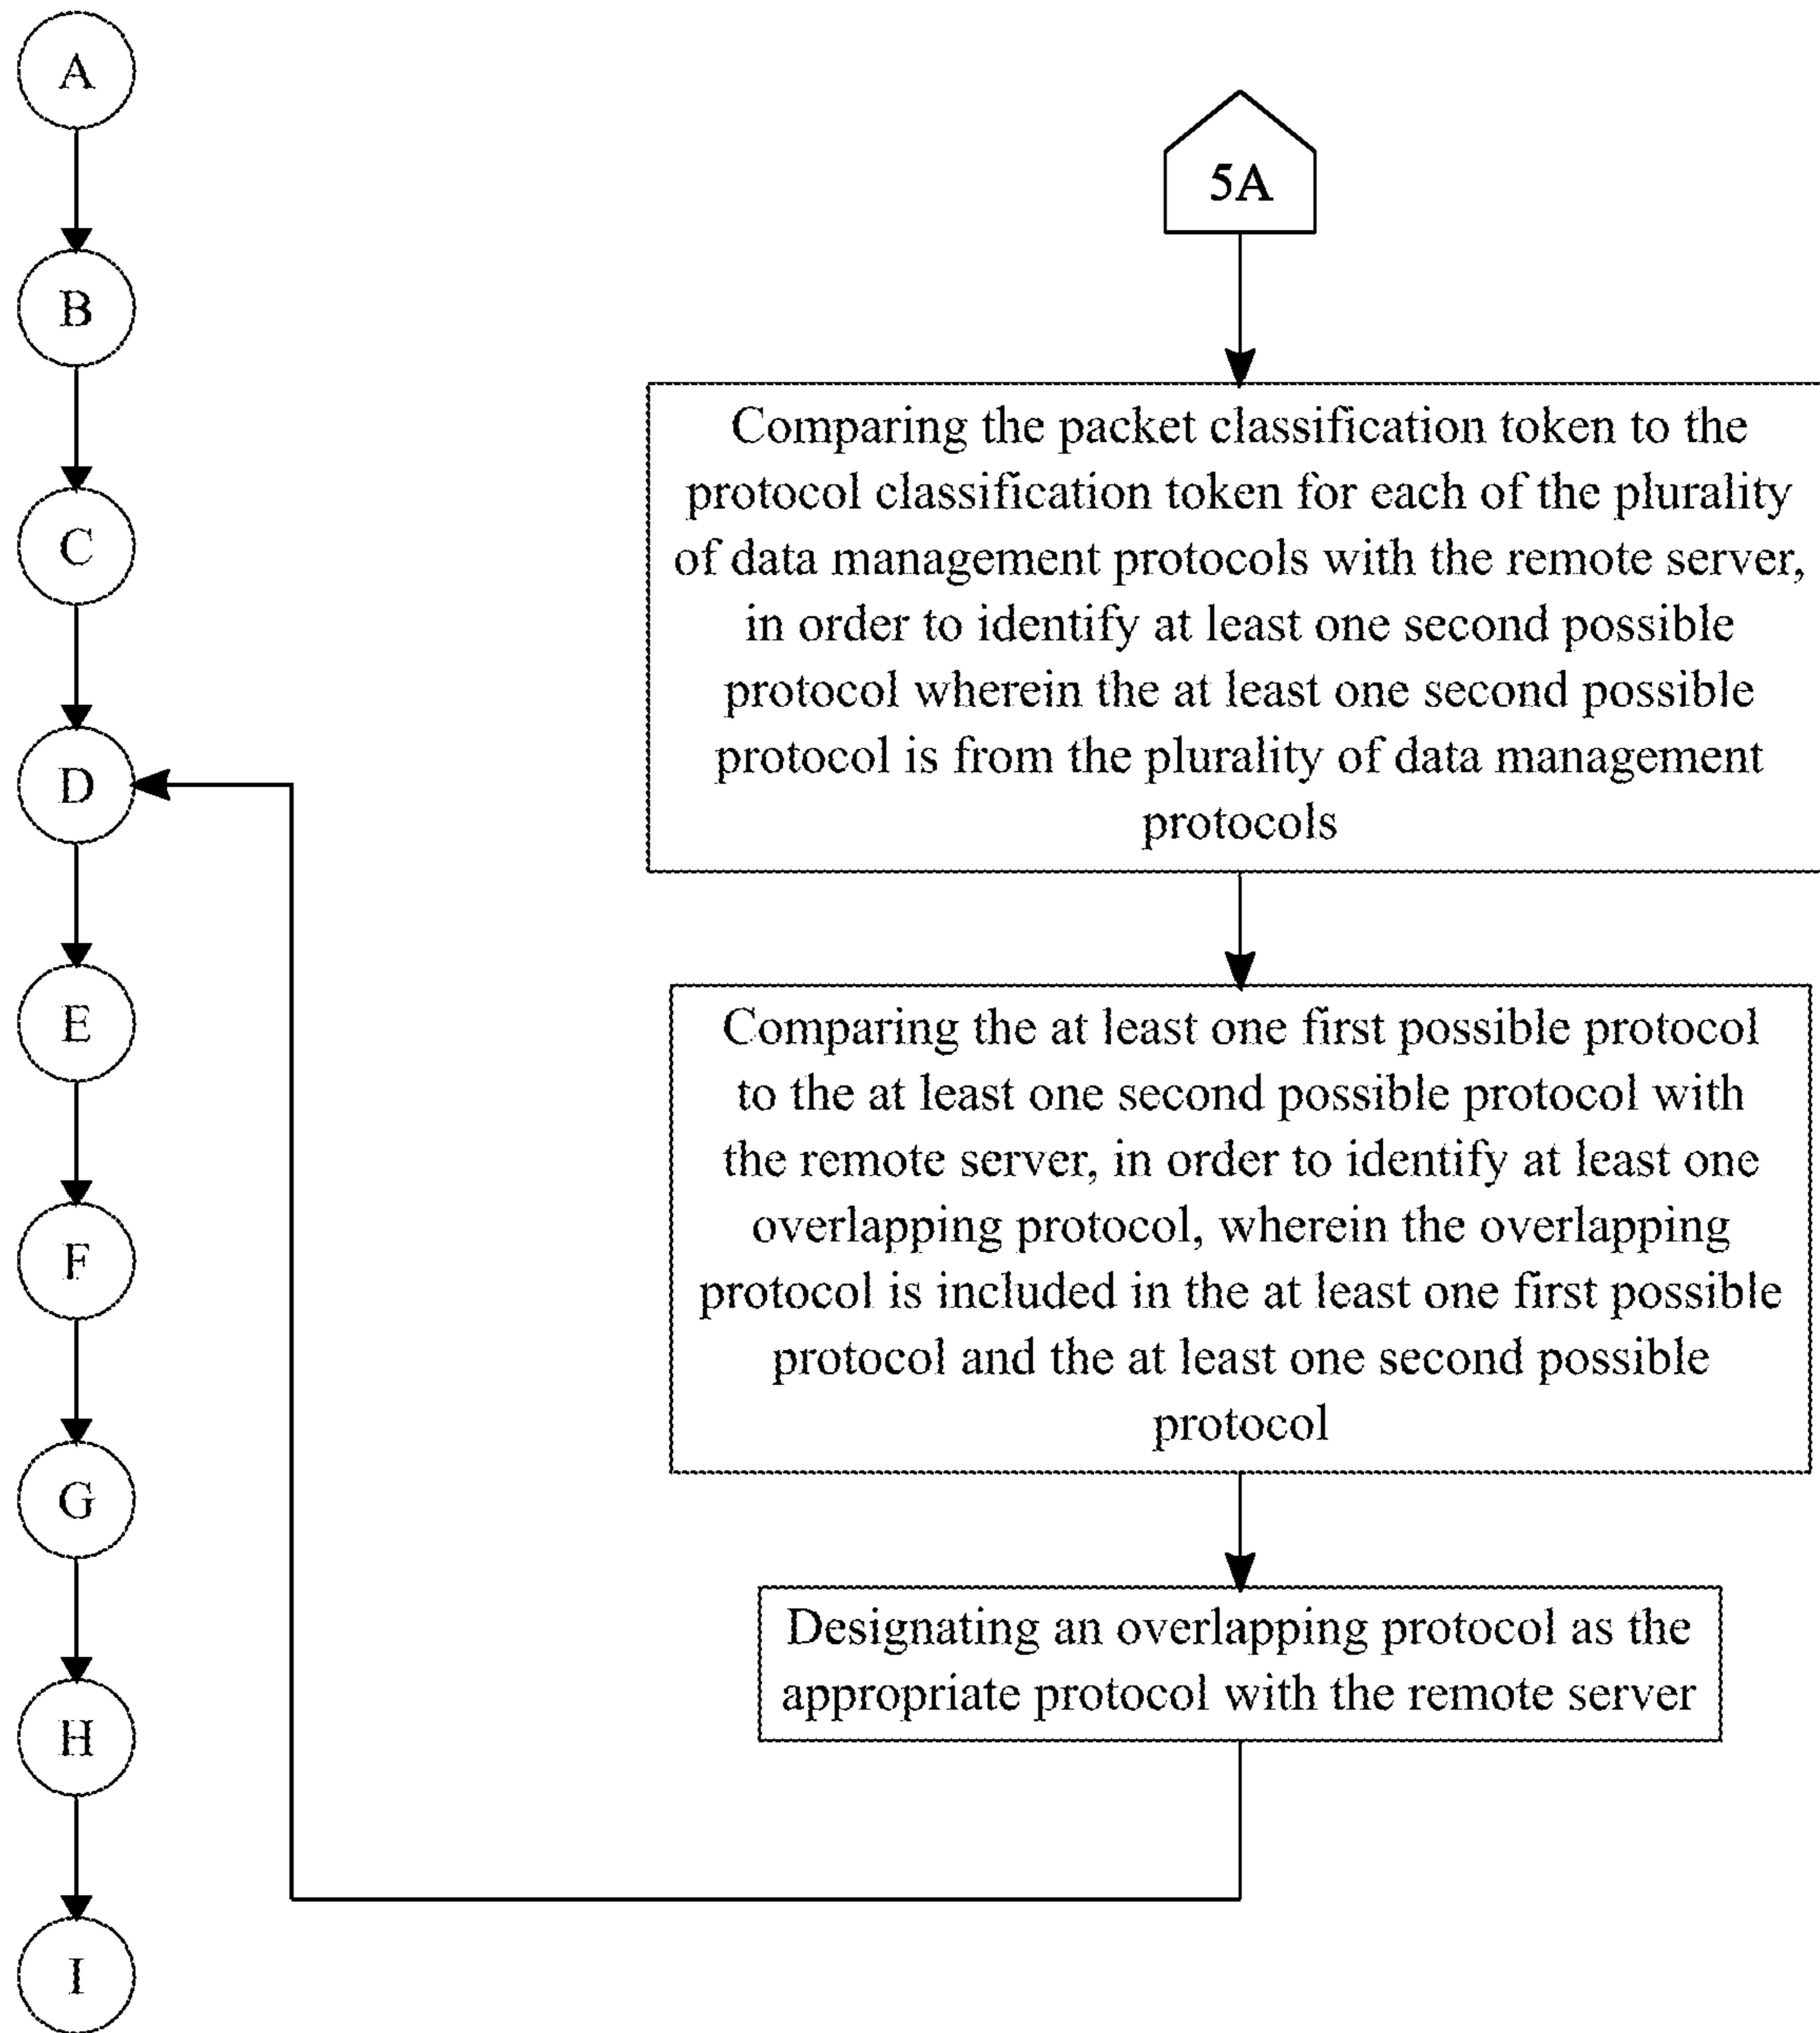 A
B
C
D
E
F
G
H
I
5A
Comparing the packet classification token to the
protocol classification token for each of the plurality
of data management protocols with the remote server,
in order to identify at least one second possible
protocol wherein the at least one second possible
protocol is from the plurality of data management
protocols
Comparing the at least one first possible protocol
to the at least one second possible protocol with
the remote server, in order to identify at least one
overlapping protocol, wherein the overlapping
protocol is included in the at least one first possible
protocol and the at least one second possible
protocol
Designating an overlapping protocol as the
appropriate protocol with the remote server